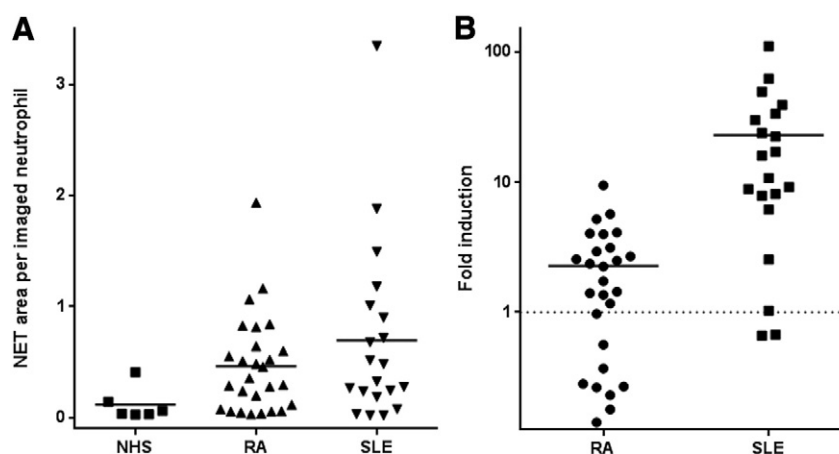 A
NET area per imaged neutrophil
3
2
1
0
NHS RA SLE
B
Fold induction
100
10
1
RA SLE